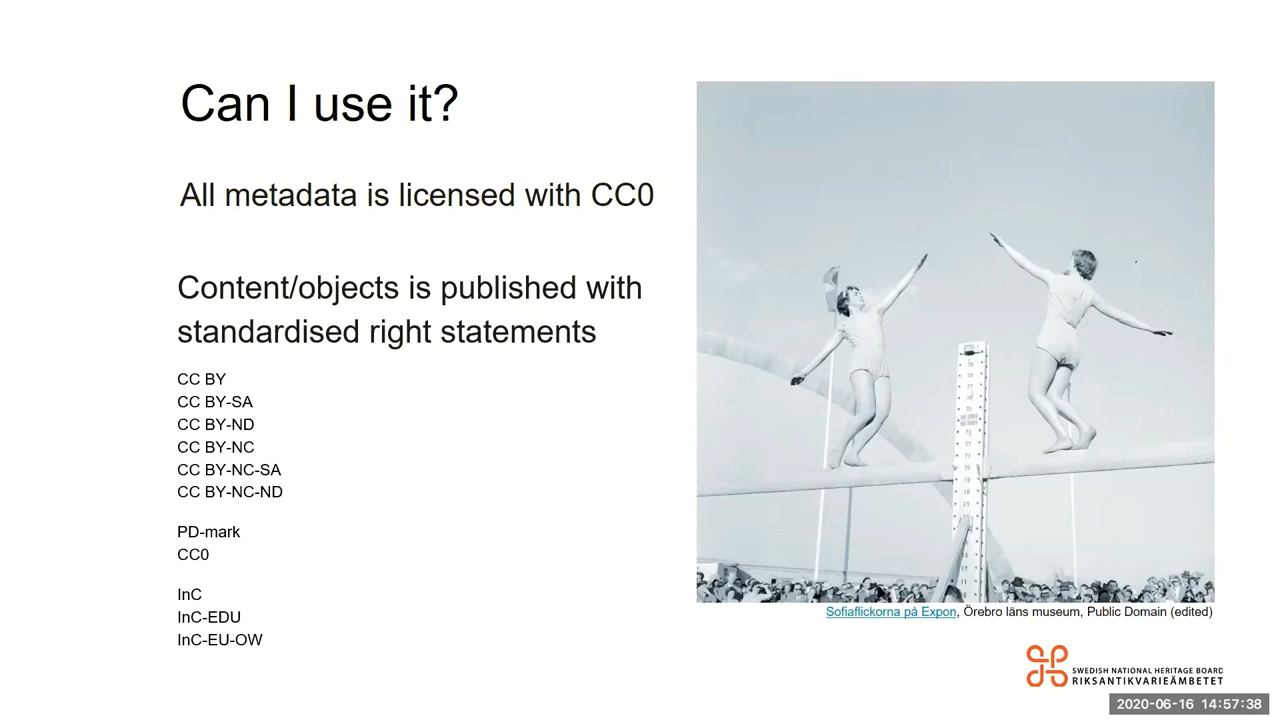 Can I use it?
All metadata is licensed with CC0
Content/objects is published with
standardised right statements
CC BY
CC BY-SA
CC BY-ND
CC BY-NC
CC BY-NC-SA
CC BY-NC-ND
PD-mark
CC0
InC
InC-EDU
InC-EU-OW
Sofiaflickorna på Expon, Örebro läns museum, Public Domain (edited)
SWEDISH NATIONAL HERITAGE BOARD
RIKSANTIKVARIEÄMBETET
2020-06-16 14:57:38